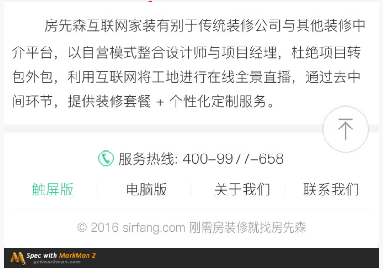 房先森互联网家装有别于传统装修公司与其他装修中
介平台，以自营模式整合设计师与项目经理，杜绝项目转
包外包，利用互联网将工地进行在线全景直播，通过去中
间环节，提供装修套餐 + 个性化定制服务。
服务热线: 400-9977-658
触屏版 电脑版 关于我们 联系我们
© 2016 sirfang.com 刚需房装修就找房先森
Spec with MarkMan 2
getmarkman.com